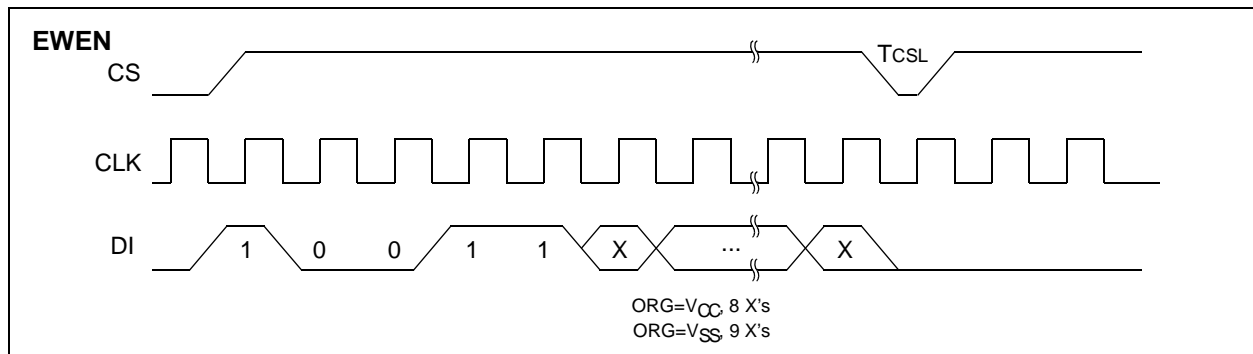 EWEN
CS
TCSL
CLK
DI 1 0 0 1 1 X ... X
ORG=VCC, 8 X's
ORG=VSS, 9 X's